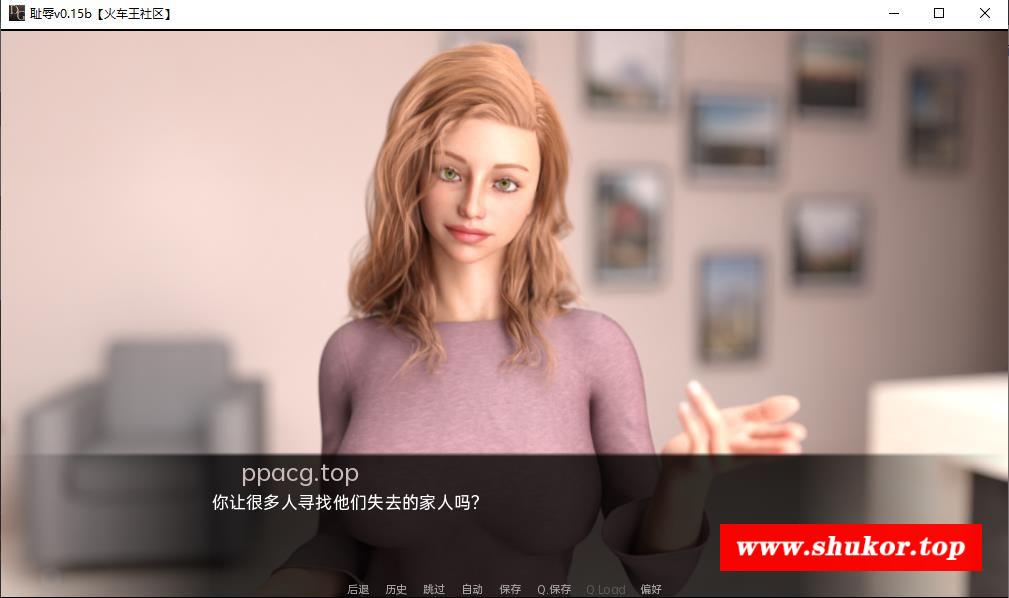 耻辱v0.15b【火车王社区】
ppacg.top
你让很多人寻找他们失去的家人吗?
www.shukor.top
后退 历史 跳过 自动 保存 Q.保存 Q.Load 偏好